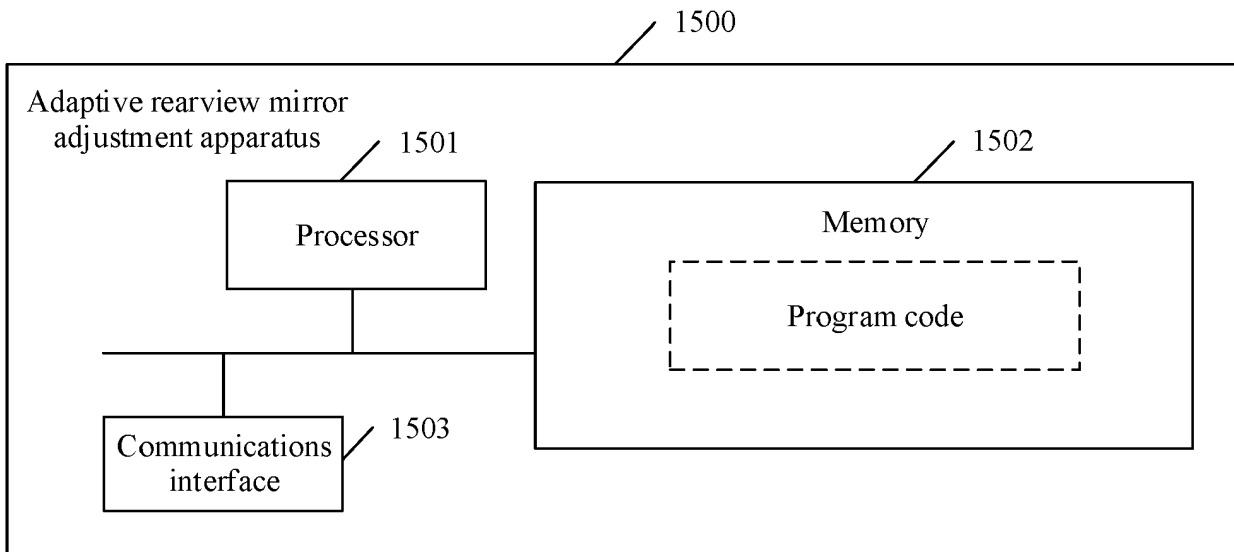 1500
Adaptive rearview mirror
adjustment apparatus
1501
1502
Processor
Memory
Program code
Communications
interface
1503